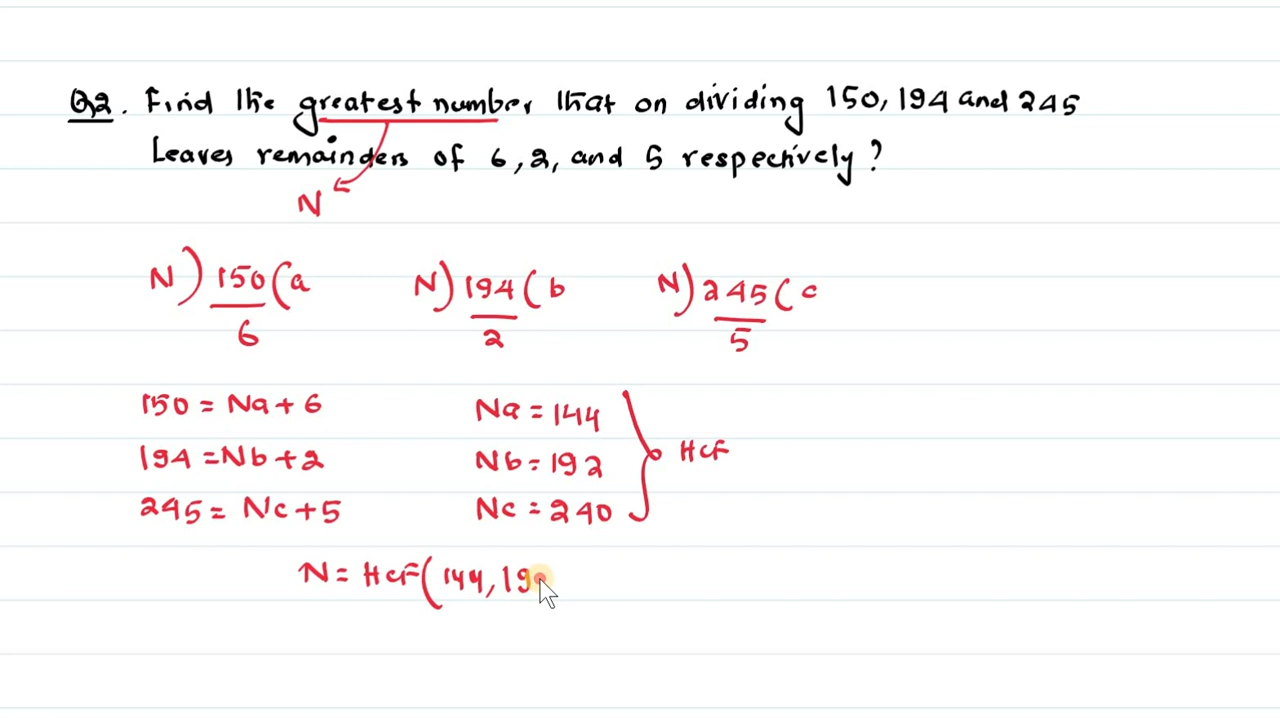 Q2. Find the greatest number that on dividing 150, 194 and 245
Leaves remainders of 6, 2, and 5 respectively?
N
N) 150 (a N) 194 (b N) 245 (c
6 2 5
150 = Na + 6 Na = 144
194 = Nb + 2 Nb = 192 HCF
245 = Nc + 5 Nc = 240
N = HCF(144, 19